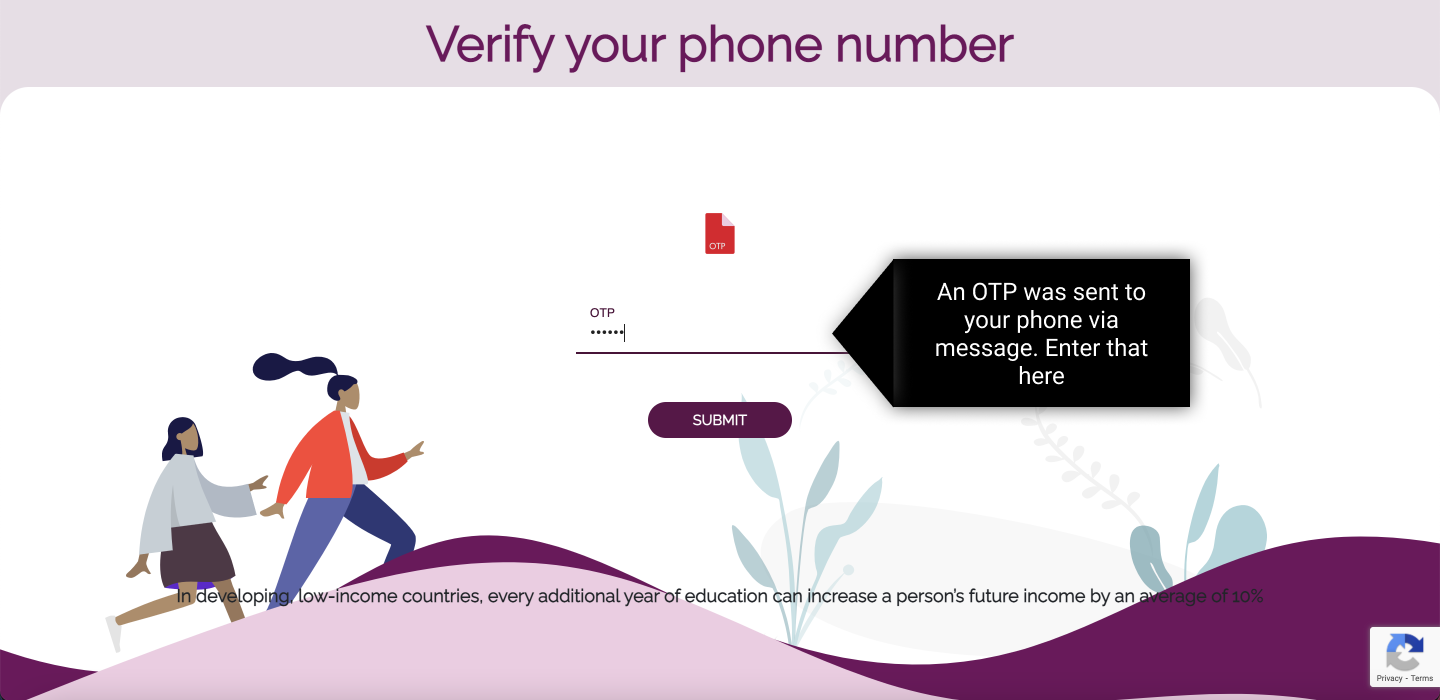 Verify your phone number
OTP
OTP
••••••
An OTP was sent to
your phone via
message. Enter that
here
SUBMIT
In developing, low-income countries, every additional year of education can increase a person's future income by an average of 10%
Privacy - Terms